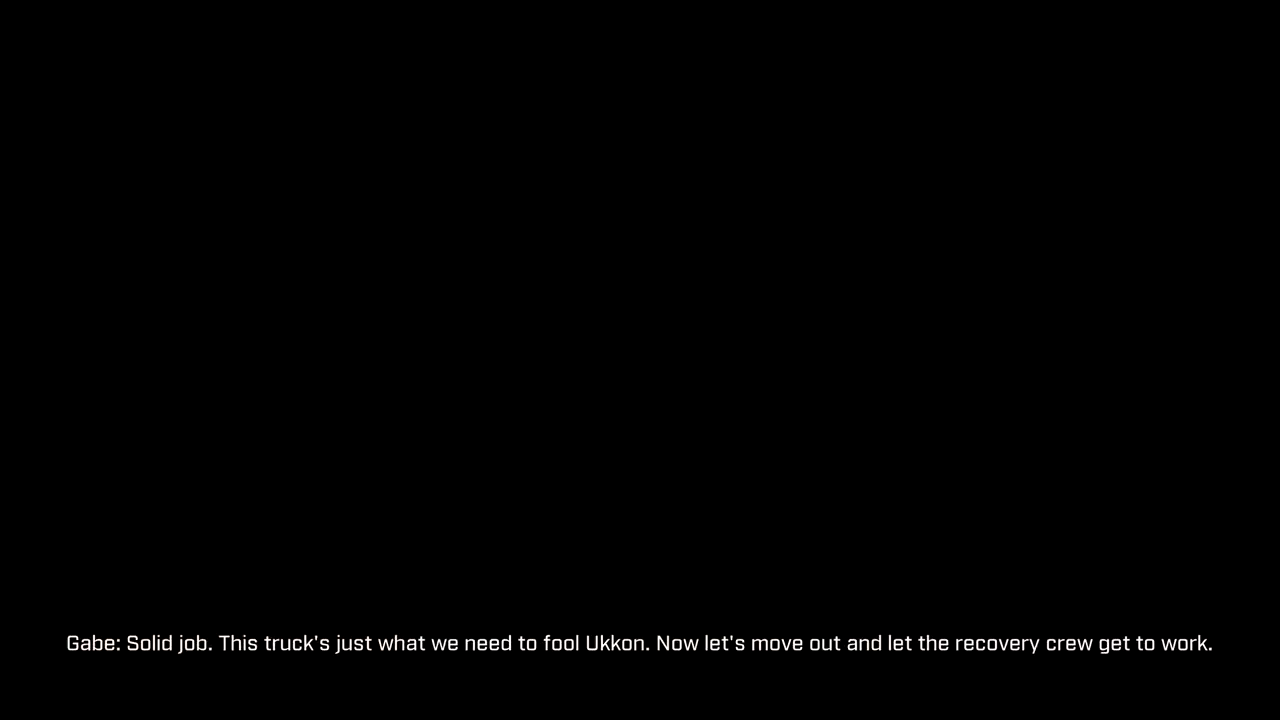 Gabe: Solid job. This truck's just what we need to fool Ukkon. Now let's move out and let the recovery crew get to work.